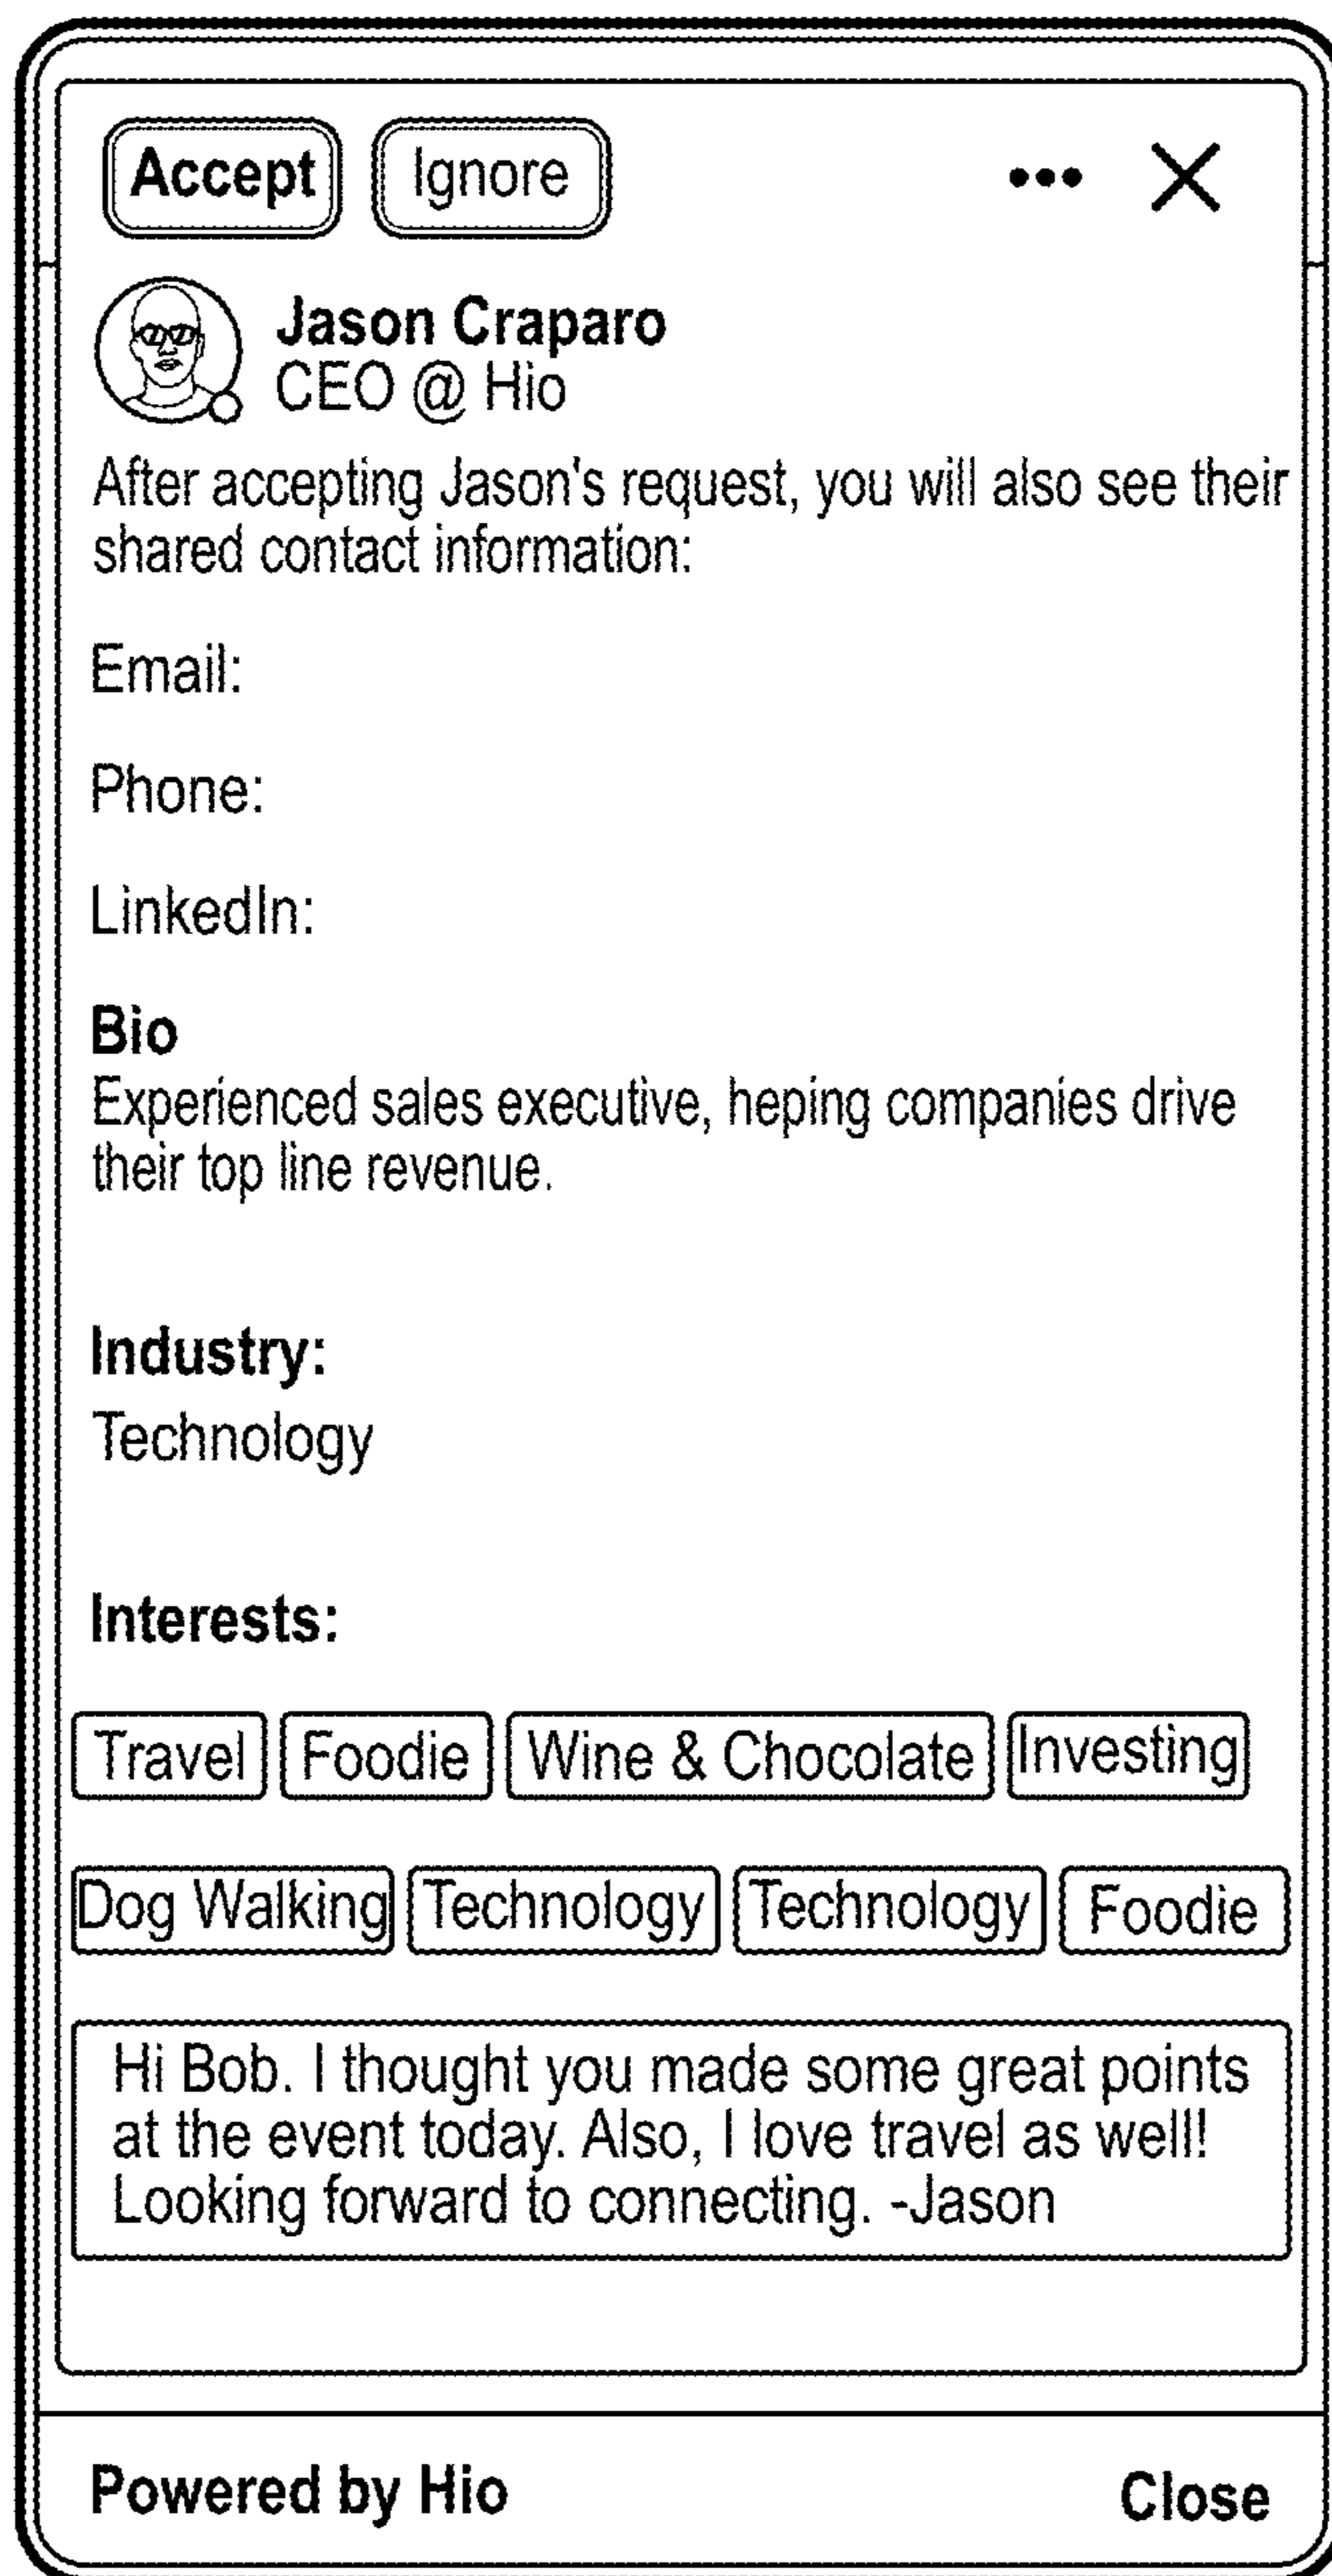 Accept Ignore
Jason Craparo
CEO @ Hio
After accepting Jason's request, you will also see their
shared contact information:
Email:
Phone:
LinkedIn:
Bio
Experienced sales executive, heping companies drive
their top line revenue.
Industry:
Technology
Interests:
Travel Foodie Wine & Chocolate Investing
Dog Walking Technology Technology Foodie
Hi Bob. I thought you made some great points
at the event today. Also, I love travel as well!
Looking forward to connecting. -Jason
Powered by Hio Close